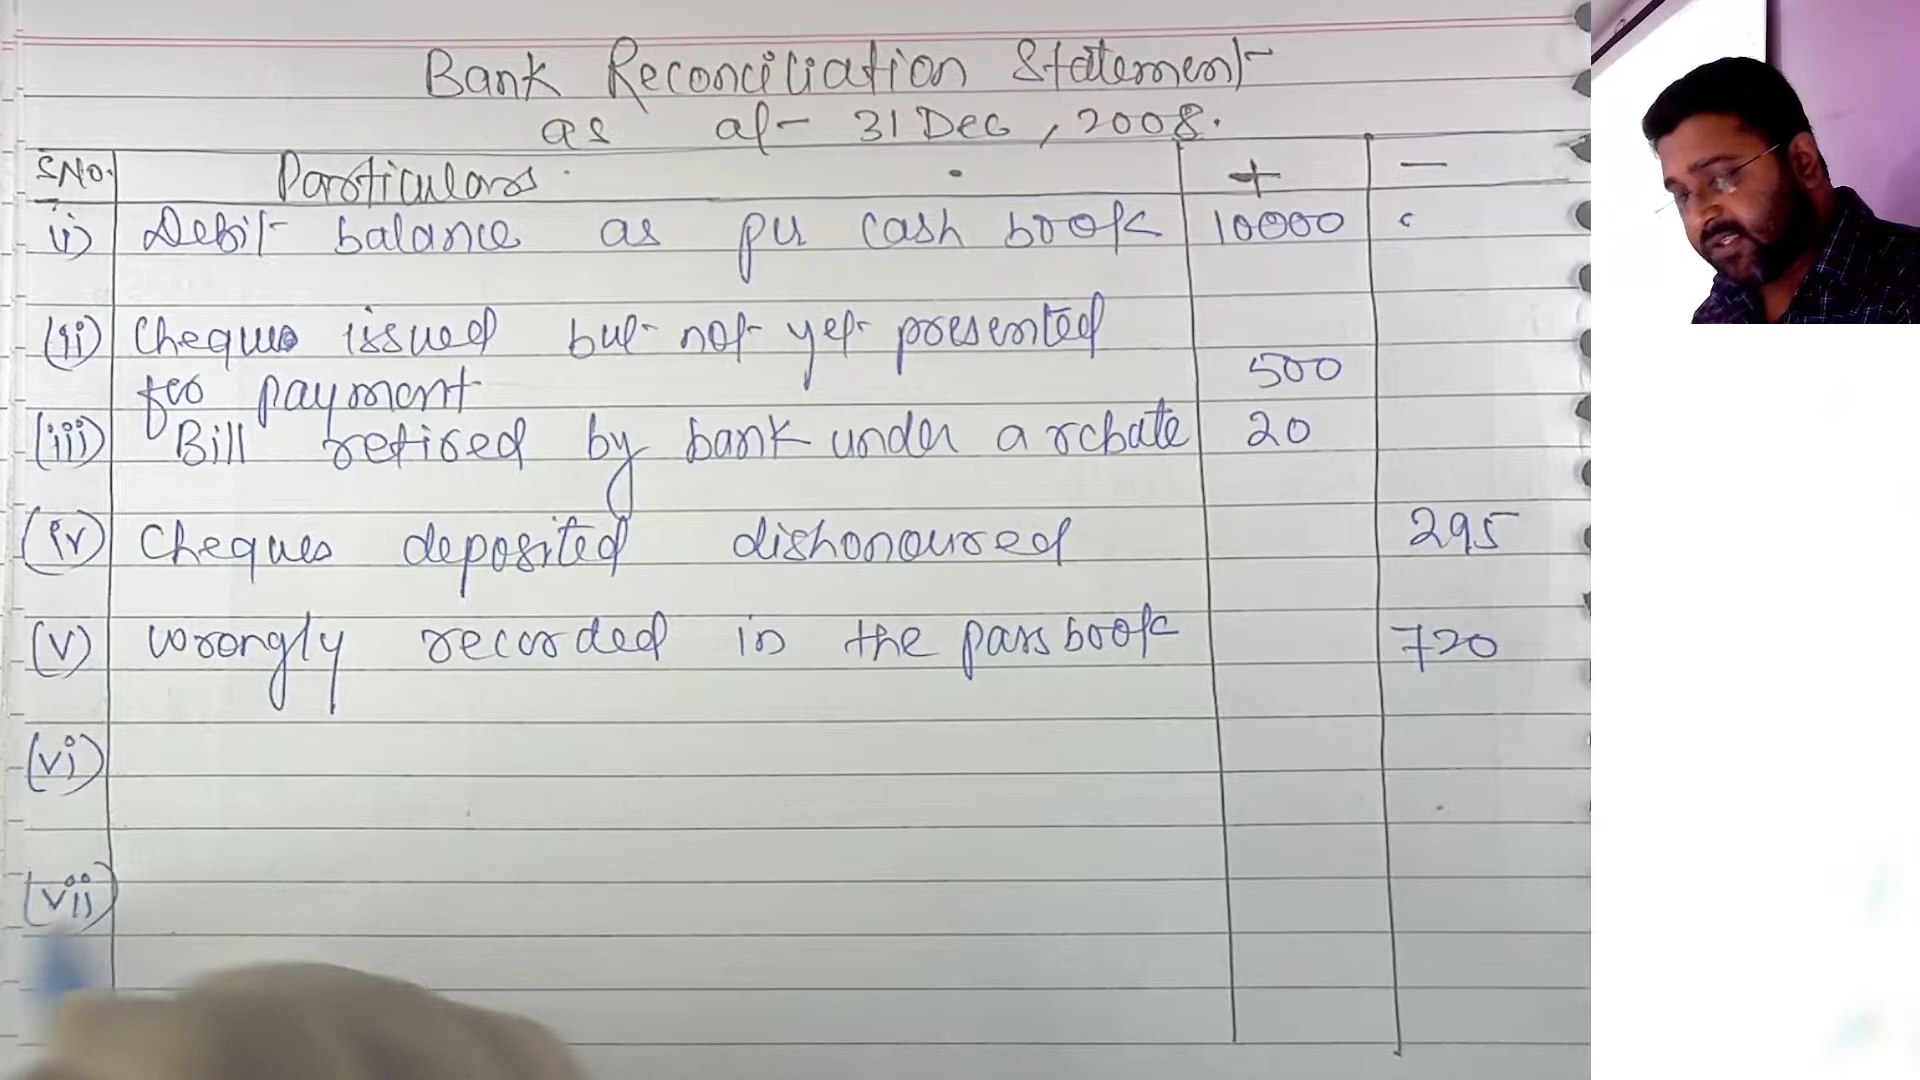 Bank Reconciliation Statement
as at 31 Dec, 2008.
S.No. Particulars + -
(i) Debit balance as per cash book 10000
(ii) Cheques issued but not yet presented
for payment 500
(iii) Bill retired by bank under a rebate 20
(iv) Cheques deposited dishonoured 295
(v) wrongly recorded in the passbook 720
(vi)
(vii)